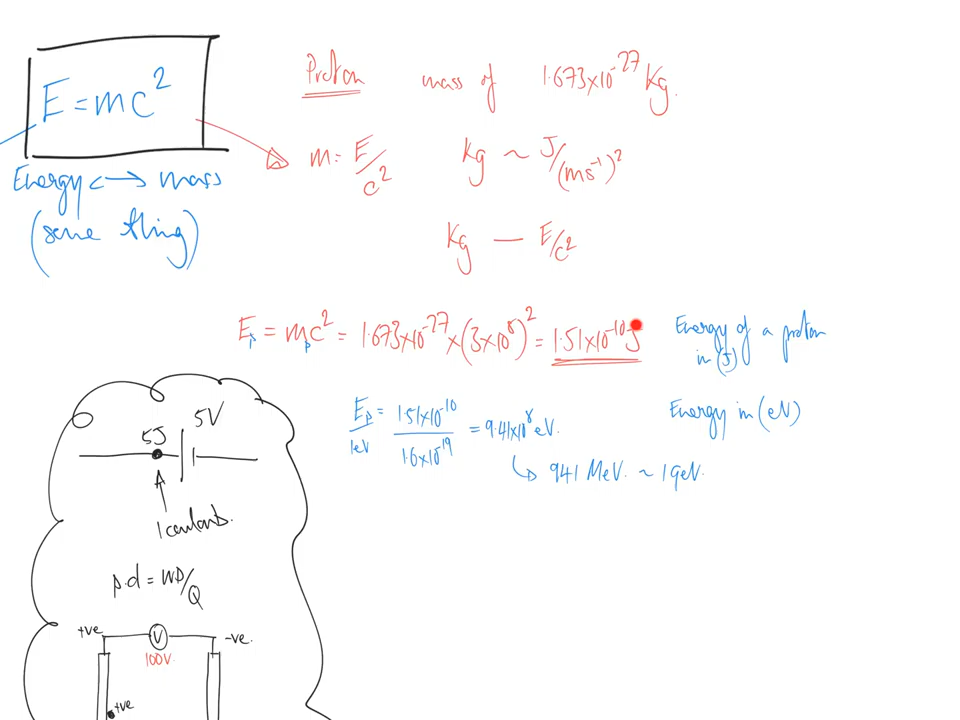 E = mc²
Energy ↔ mass
(same thing)
Proton mass of 1.673×10⁻²⁷ Kg.
m = E/c² Kg ~ J/(ms⁻¹)²
Kg — E/c²
Eₚ = mₚc² = 1.673×10⁻²⁷ × (3×10⁸)² = 1.51×10⁻¹⁰ J
Energy of a proton
in (J)
Eₚ/1eV = 1.51×10⁻¹⁰/1.6×10⁻¹⁹ = 9.41×10⁸ eV.
Energy in (eV)
↳ 941 MeV. ~ 1 GeV.
5V
5J
A
1 coulomb.
p.d = WD/Q
+ve V -ve.
100V
+ve